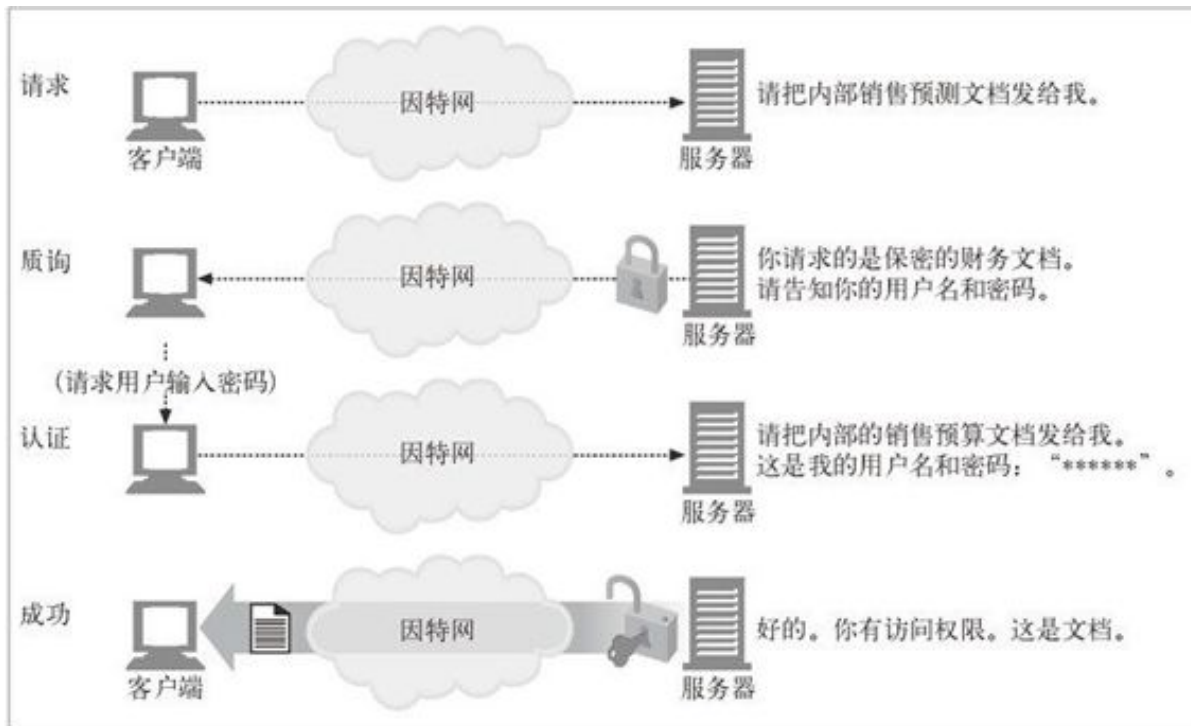 请求
因特网
请把内部销售预测文档发给我。
客户端
服务器
质询
因特网
你请求的是保密的财务文档。
请告知你的用户名和密码。
服务器
(请求用户输入密码)
认证
因特网
请把内部的销售预算文档发给我。
这是我的用户名和密码：“******”。
服务器
成功
因特网
好的。你有访问权限。这是文档。
客户端
服务器